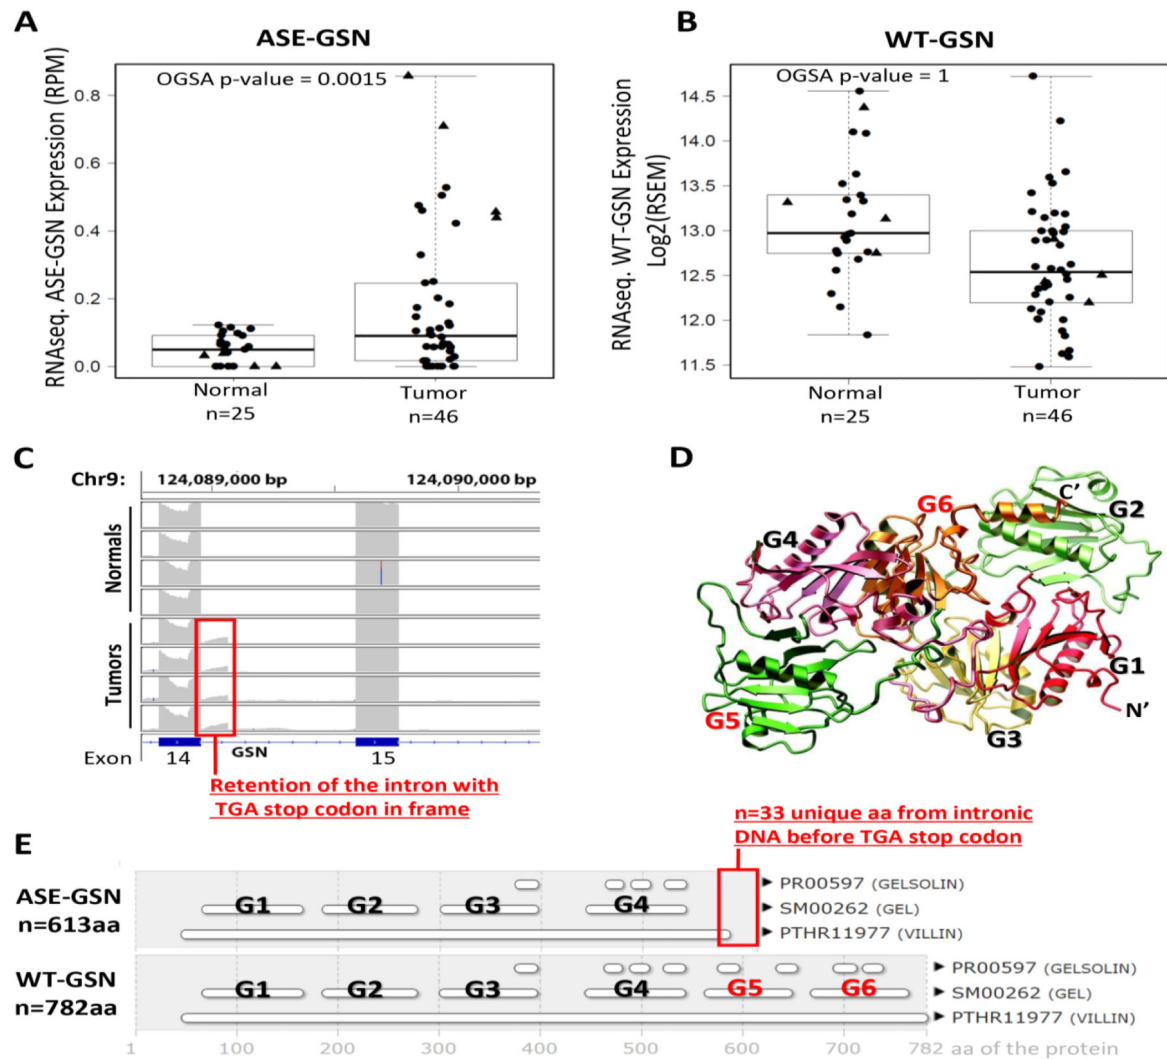 A
ASE-GSN
OGSA p-value = 0.0015
RNAseq. ASE-GSN Expression (RPM)
0.8
0.6
0.4
0.2
0.0
Normal
n=25
Tumor
n=46
B
WT-GSN
OGSA p-value = 1
RNAseq. WT-GSN Expression
Log2(RSEM)
14.5
14.0
13.5
13.0
12.5
12.0
11.5
Normal
n=25
Tumor
n=46
C
Chr9:
124,089,000 bp
124,090,000 bp
Normals
Tumors
Exon
14
GSN
15
Retention of the intron with
TGA stop codon in frame
D
G4
G6
C’
G2
G5
G3
G1
N’
n=33 unique aa from intronic
DNA before TGA stop codon
E
ASE-GSN
n=613aa
G1
G2
G3
G4
PR00597 (GELSOLIN)
SM00262 (GEL)
PTHR11977 (VILLIN)
WT-GSN
n=782aa
G1
G2
G3
G4
G5
G6
PR00597 (GELSOLIN)
SM00262 (GEL)
PTHR11977 (VILLIN)
1 100 200 300 400 500 600 700 782 aa of the protein